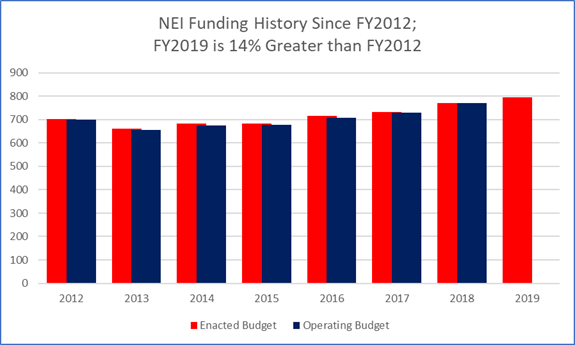 NEI Funding History Since FY2012;
FY2019 is 14% Greater than FY2012
900
800
700
600
500
400
300
200
100
0
2012 2013 2014 2015 2016 2017 2018 2019
Enacted Budget Operating Budget